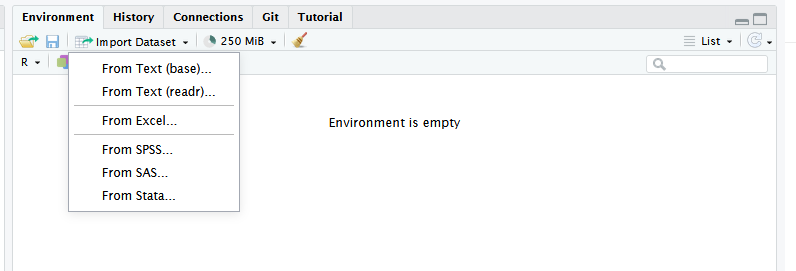 Environment History Connections Git Tutorial
Import Dataset 250 MiB List
R
From Text (base)...
From Text (readr)...
From Excel...
From SPSS...
From SAS...
From Stata...
Environment is empty